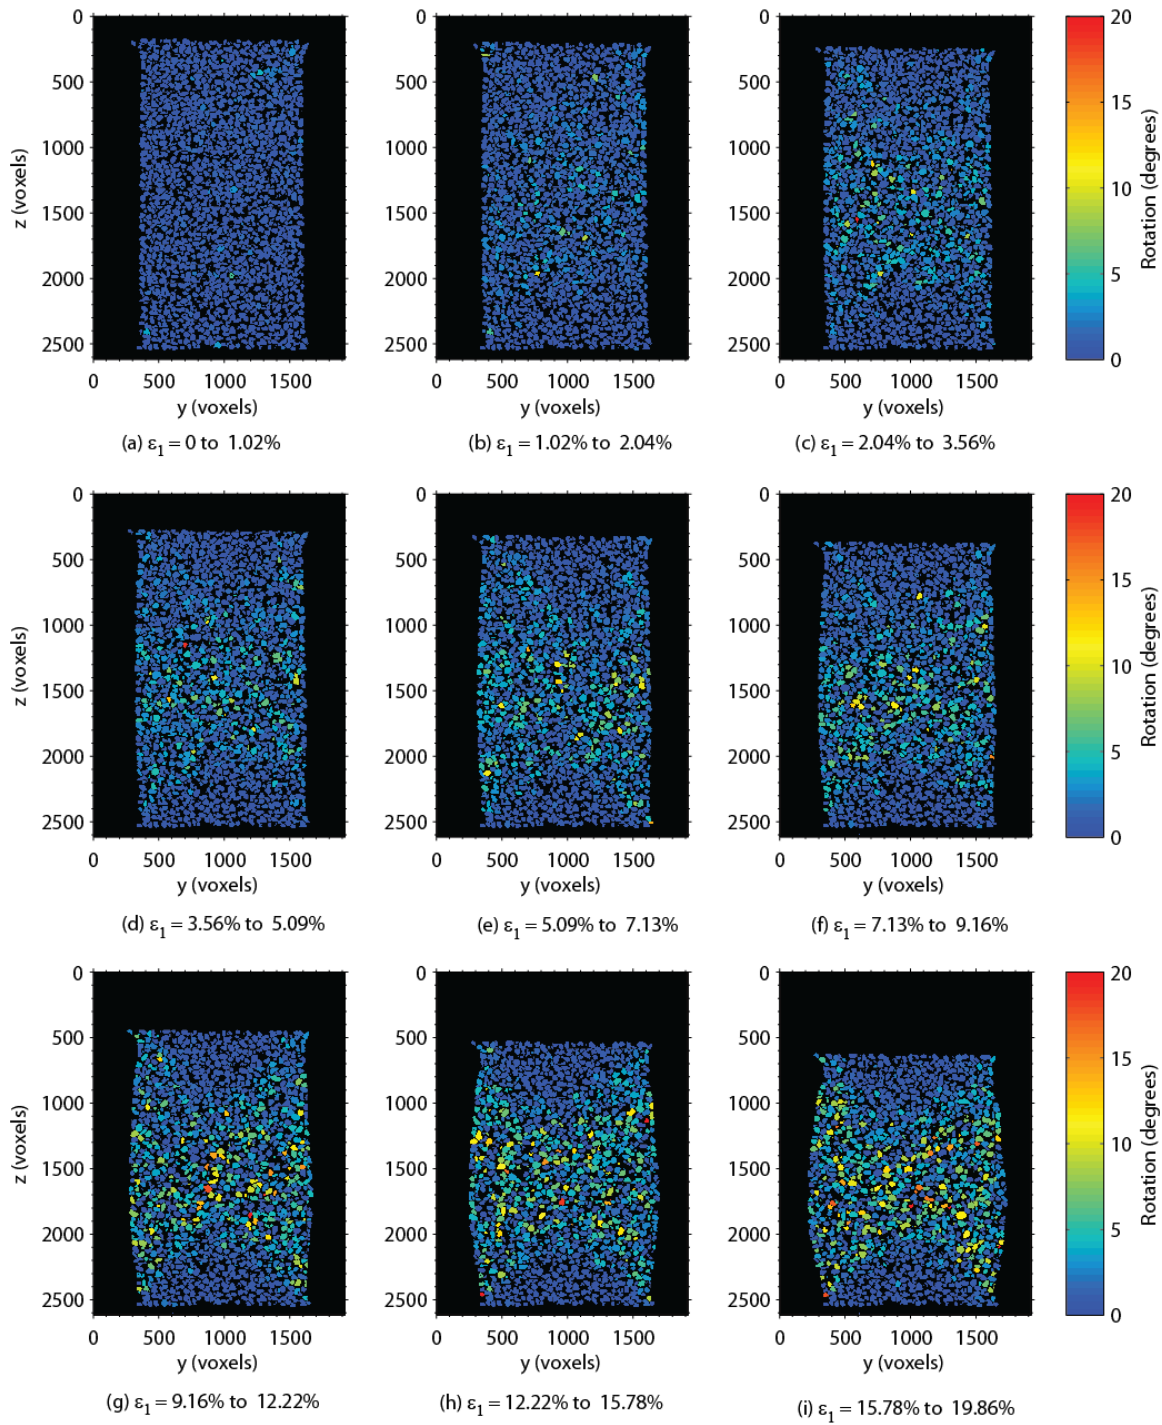 0
500
1000
1500
2000
2500
z (voxels)
0 500 1000 1500
y (voxels)
(a) ε1 = 0 to 1.02%
0
500
1000
1500
2000
2500
0 500 1000 1500
y (voxels)
(b) ε1 = 1.02% to 2.04%
0
500
1000
1500
2000
2500
0 500 1000 1500
y (voxels)
(c) ε1 = 2.04% to 3.56%
20
15
10
5
0
Rotation (degrees)
0
500
1000
1500
2000
2500
z (voxels)
0 500 1000 1500
y (voxels)
(d) ε1 = 3.56% to 5.09%
0
500
1000
1500
2000
2500
0 500 1000 1500
y (voxels)
(e) ε1 = 5.09% to 7.13%
0
500
1000
1500
2000
2500
0 500 1000 1500
y (voxels)
(f) ε1 = 7.13% to 9.16%
20
15
10
5
0
Rotation (degrees)
0
500
1000
1500
2000
2500
z (voxels)
0 500 1000 1500
y (voxels)
(g) ε1 = 9.16% to 12.22%
0
500
1000
1500
2000
2500
0 500 1000 1500
y (voxels)
(h) ε1 = 12.22% to 15.78%
0
500
1000
1500
2000
2500
0 500 1000 1500
y (voxels)
(i) ε1 = 15.78% to 19.86%
20
15
10
5
0
Rotation (degrees)